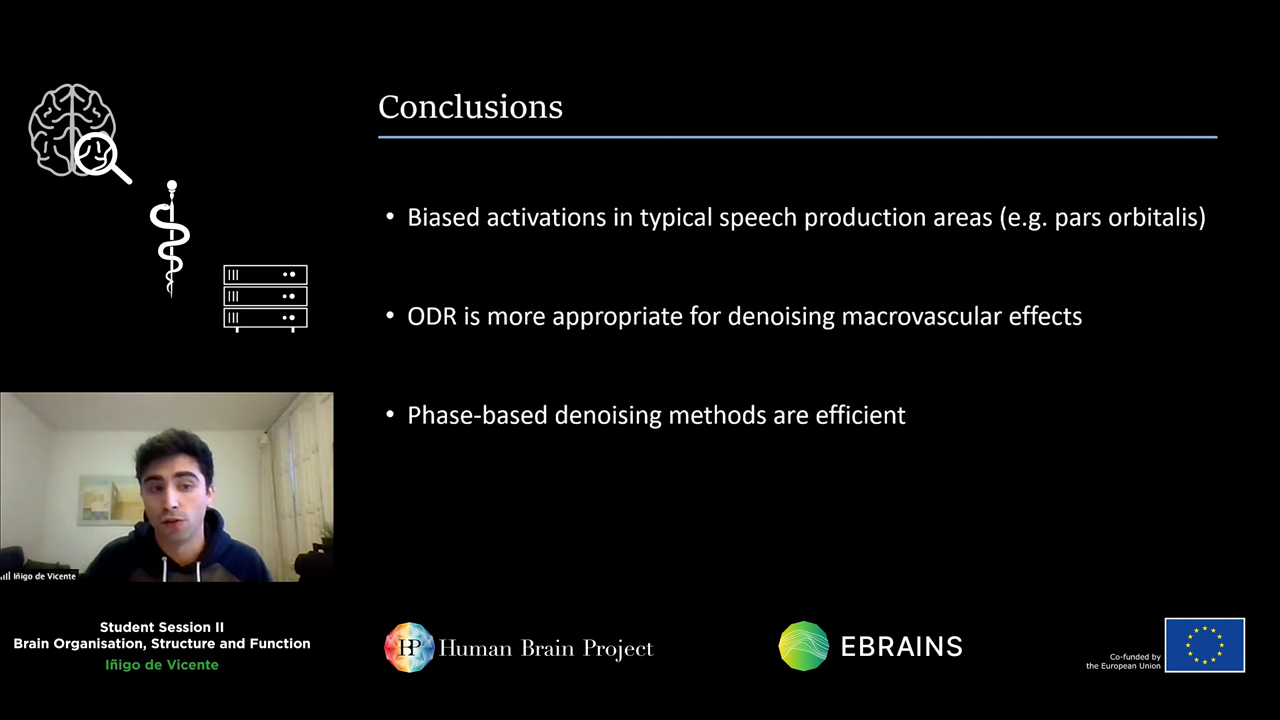 Conclusions
• Biased activations in typical speech production areas (e.g. pars orbitalis)
• ODR is more appropriate for denoising macrovascular effects
• Phase-based denoising methods are efficient
Iñigo de Vicente
Student Session II
Brain Organisation, Structure and Function
Iñigo de Vicente
HP Human Brain Project
EBRAINS
Co-funded by
the European Union